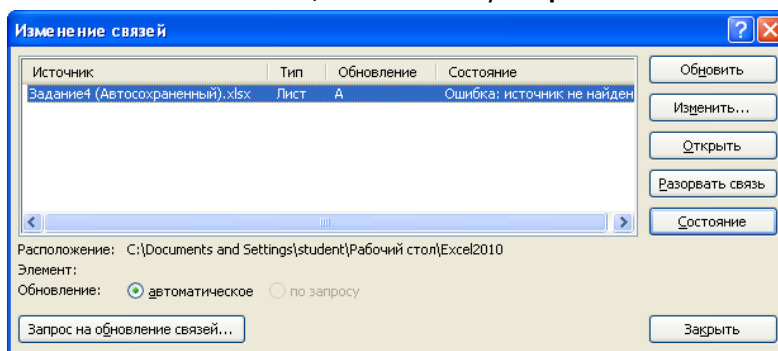 Изменение связей
Источник Тип Обновление Состояние
Задание4 (Автосохраненный).xlsx Лист А Ошибка: источник не найден
Обновить
Изменить...
Открыть
Разорвать связь
Состояние
Расположение: C:\Documents and Settings\student\Рабочий стол\Excel2010
Элемент:
Обновление: автоматическое по запросу
Запрос на обновление связей... Закрыть